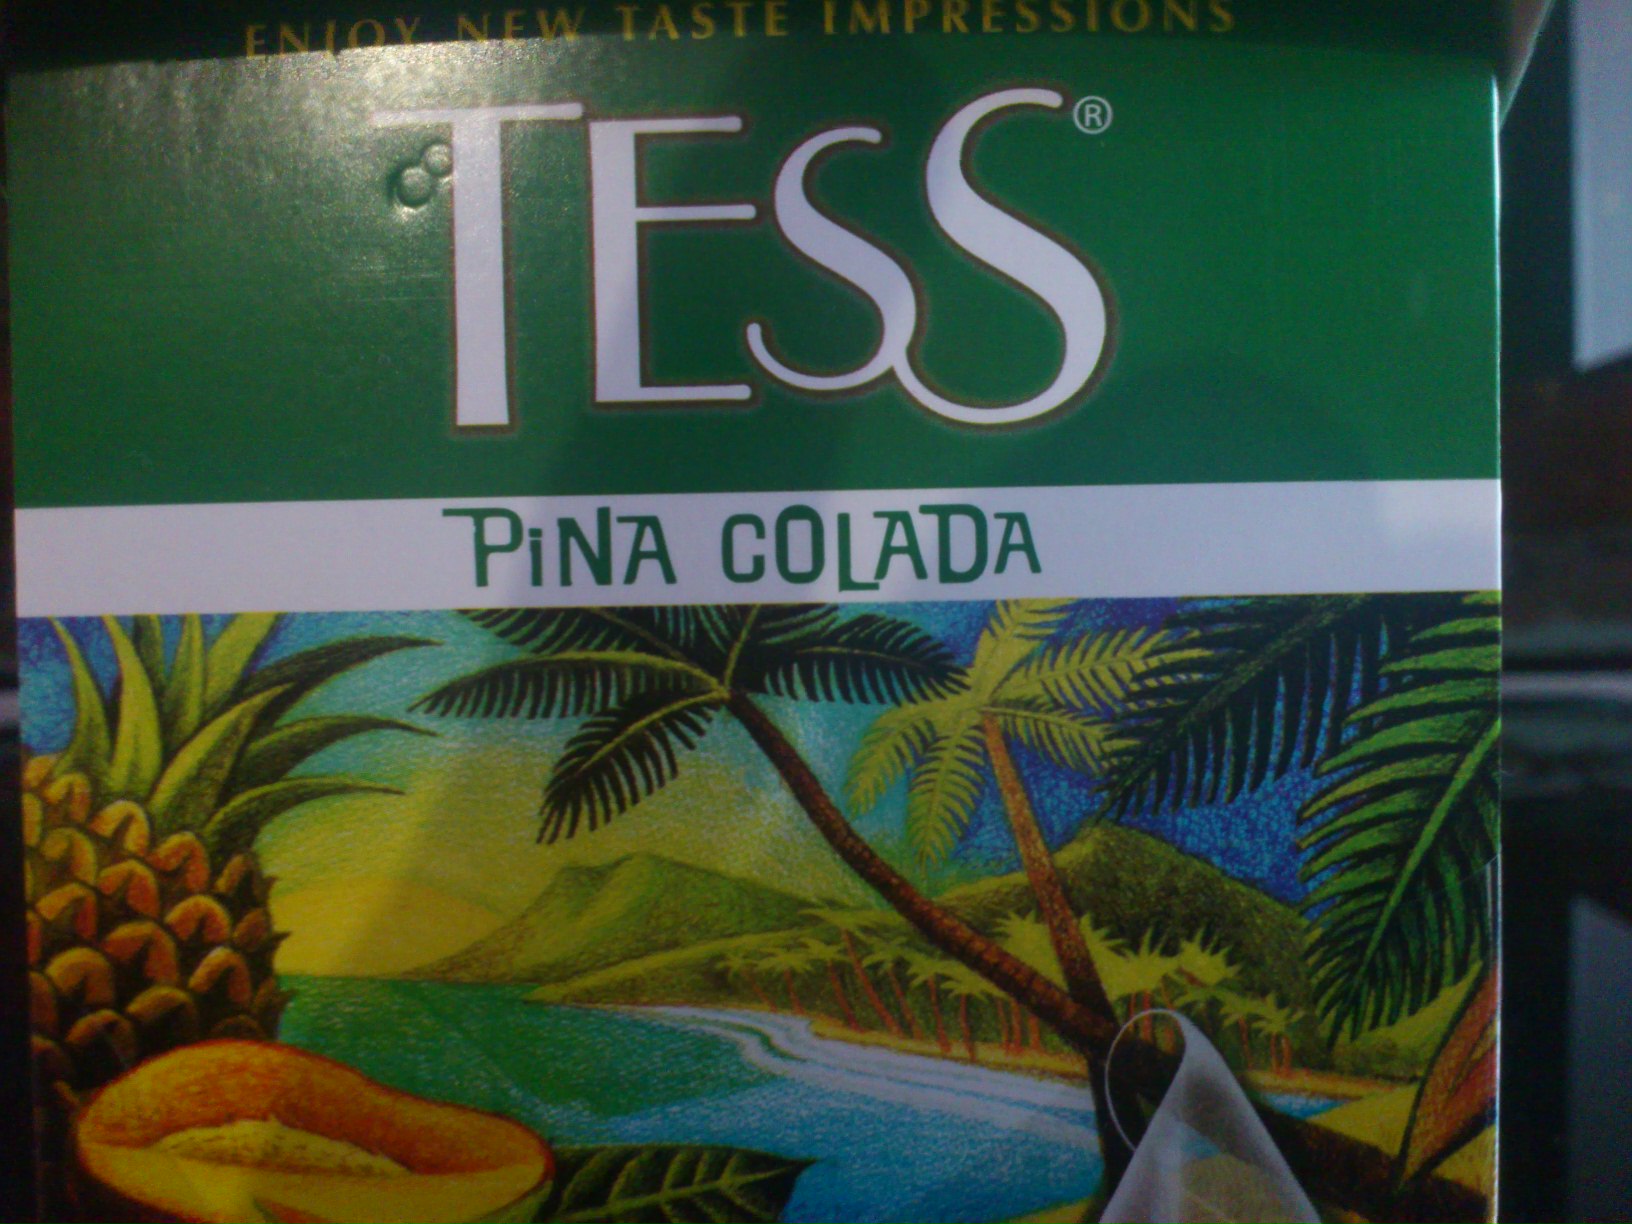 ENJOY NEW TASTE IMPRESSIONS
TESS®
PiNA COLADA